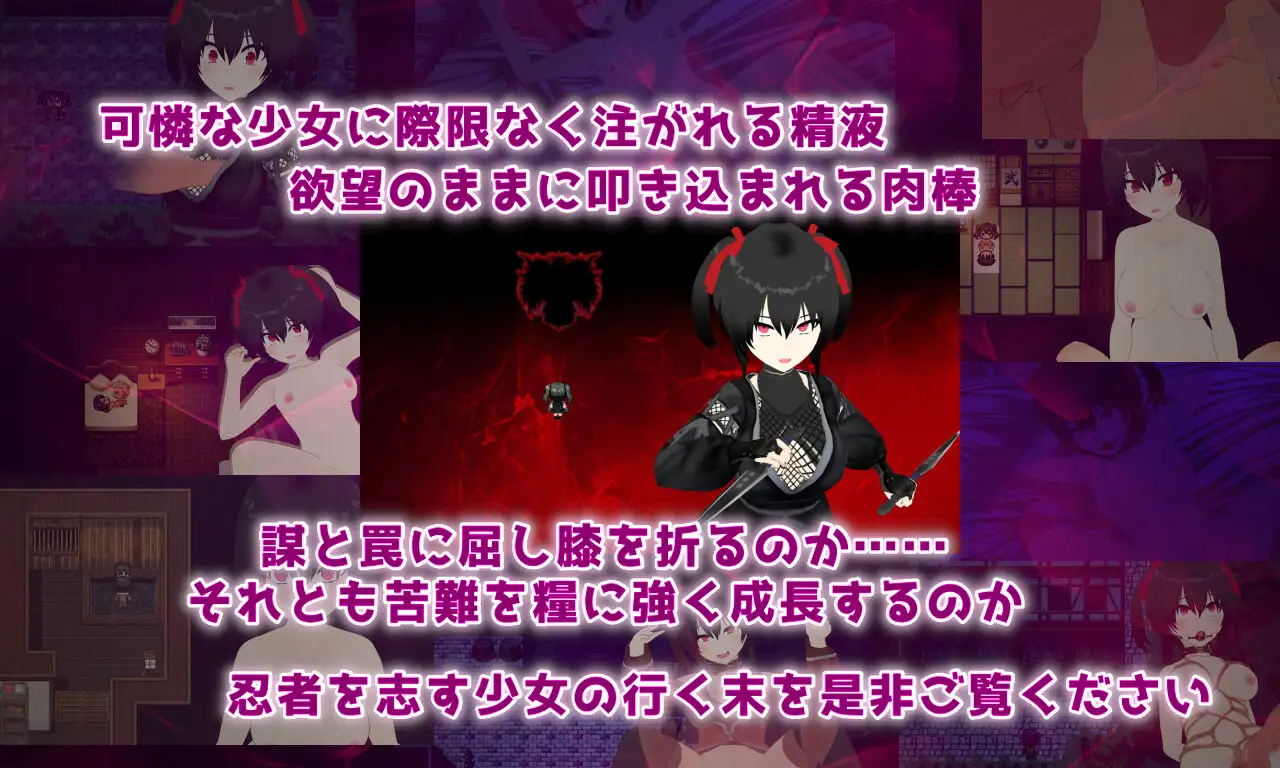 可憐な少女に際限なく注がれる精液
欲望のままに叩き込まれる肉棒
武
謀と罠に屈し膝を折るのか……
それとも苦難を糧に強く成長するのか
忍者を志す少女の行く末を是非ご覧ください